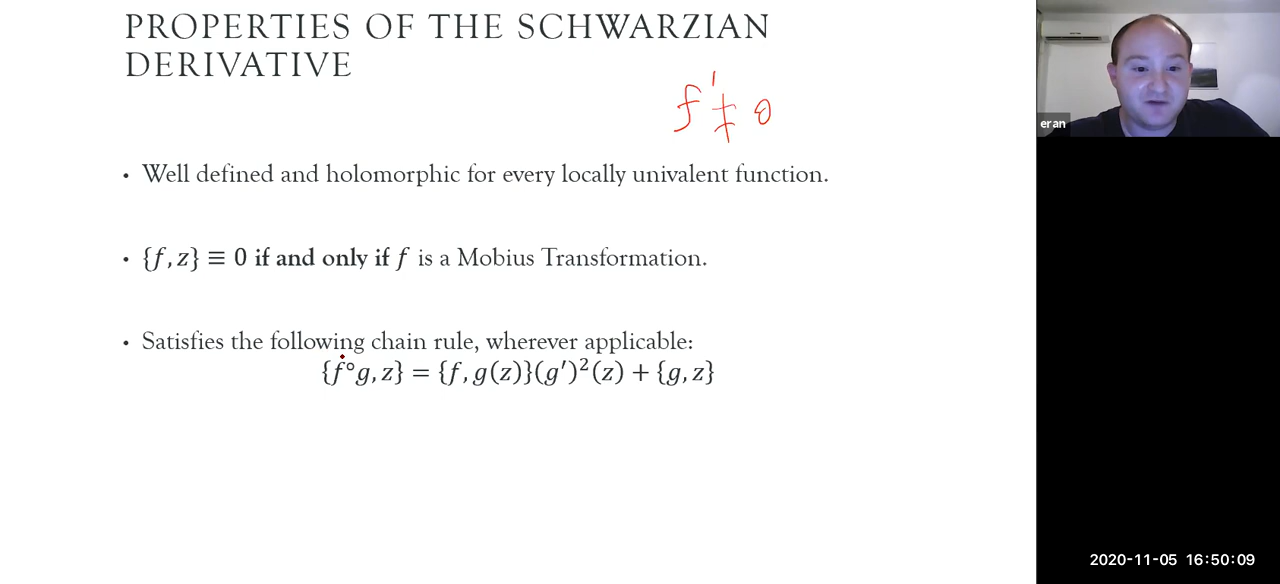 PROPERTIES OF THE SCHWARZIAN
DERIVATIVE
f' ≠ 0
• Well defined and holomorphic for every locally univalent function.
• {f, z} ≡ 0 if and only if f is a Mobius Transformation.
• Satisfies the following chain rule, wherever applicable:
{f∘g, z} = {f, g(z)}(g′)²(z) + {g, z}
eran
2020-11-05 16:50:09